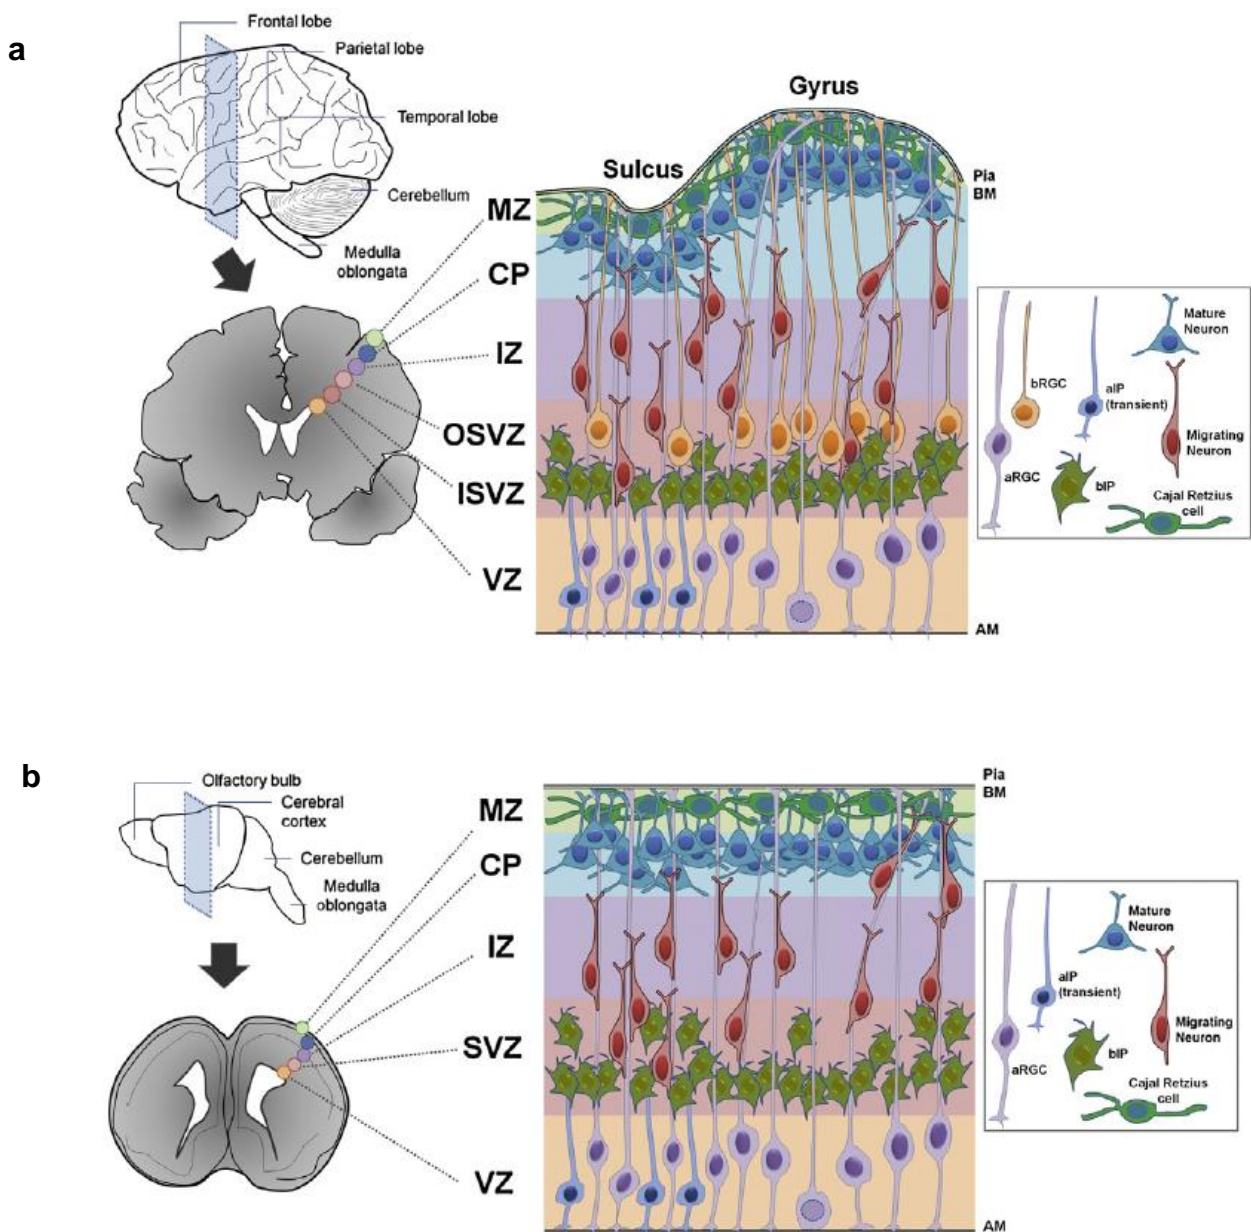 a
Frontal lobe
Parietal lobe
Temporal lobe
Cerebellum
Medulla
oblongata
MZ
CP
IZ
OSVZ
ISVZ
VZ
Sulcus
Gyrus
Pia
BM
AM
Mature
Neuron
bRGC
aIP
(transient)
Migrating
Neuron
aRGC
bIP
Cajal Retzius
cell
b
Olfactory bulb
Cerebral
cortex
Cerebellum
Medulla
oblongata
MZ
CP
IZ
SVZ
VZ
Pia
BM
AM
Mature
Neuron
aIP
(transient)
Migrating
Neuron
aRGC
bIP
Cajal Retzius
cell